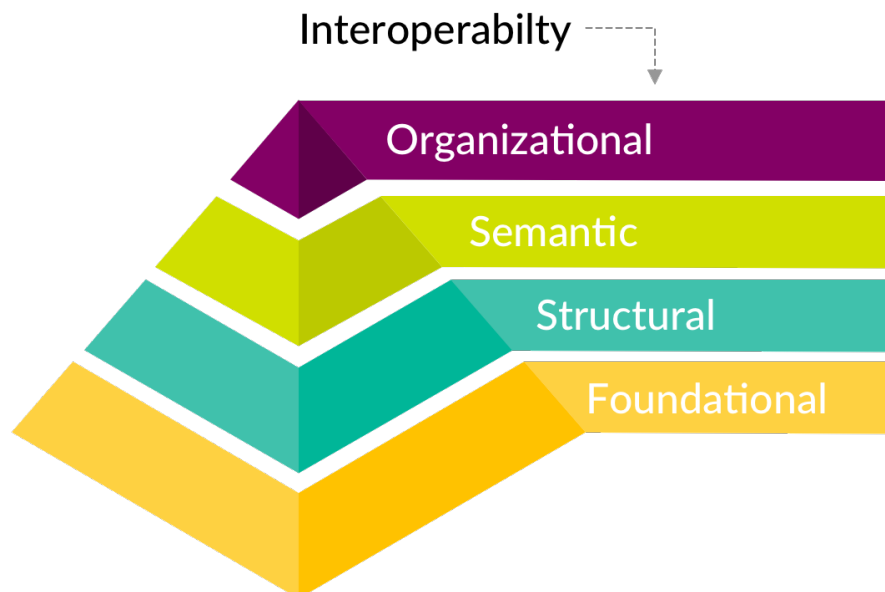 Interoperabilty
Organizational
Semantic
Structural
Foundational